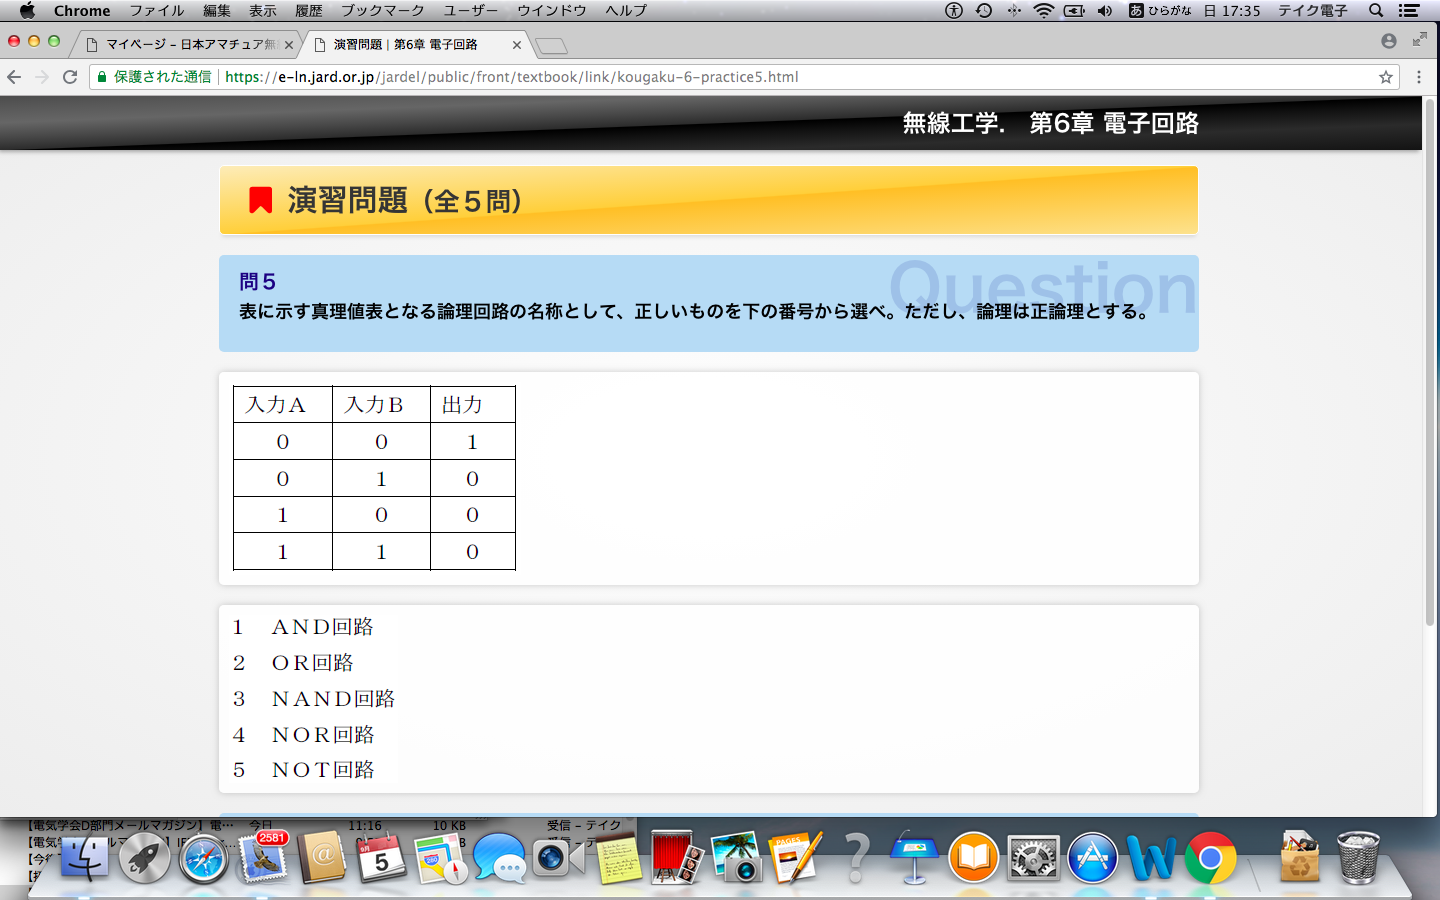 Chrome ファイル 編集 表示 履歴 ブックマーク ユーザー ウインドウ ヘルプ あ ひらがな 日 17:35 テイク電子
マイページ - 日本アマチュア無
演習問題 | 第6章 電子回路
保護された通信 https://e-ln.jard.or.jp/jardel/public/front/textbook/link/kougaku-6-practice5.html
無線工学. 第6章 電子回路
演習問題（全５問）
Question
問５
表に示す真理値表となる論理回路の名称として、正しいものを下の番号から選べ。ただし、論理は正論理とする。
入力Ａ 入力Ｂ 出力
0 0 1
0 1 0
1 0 0
1 1 0
1 ＡＮＤ回路
2 ＯＲ回路
3 ＮＡＮＤ回路
4 ＮＯＲ回路
5 ＮＯＴ回路
【電気学会D部門メールマガジン】電… 今日 11:16 10 KB 受信 – テイク
2581
9月
5
PAGES